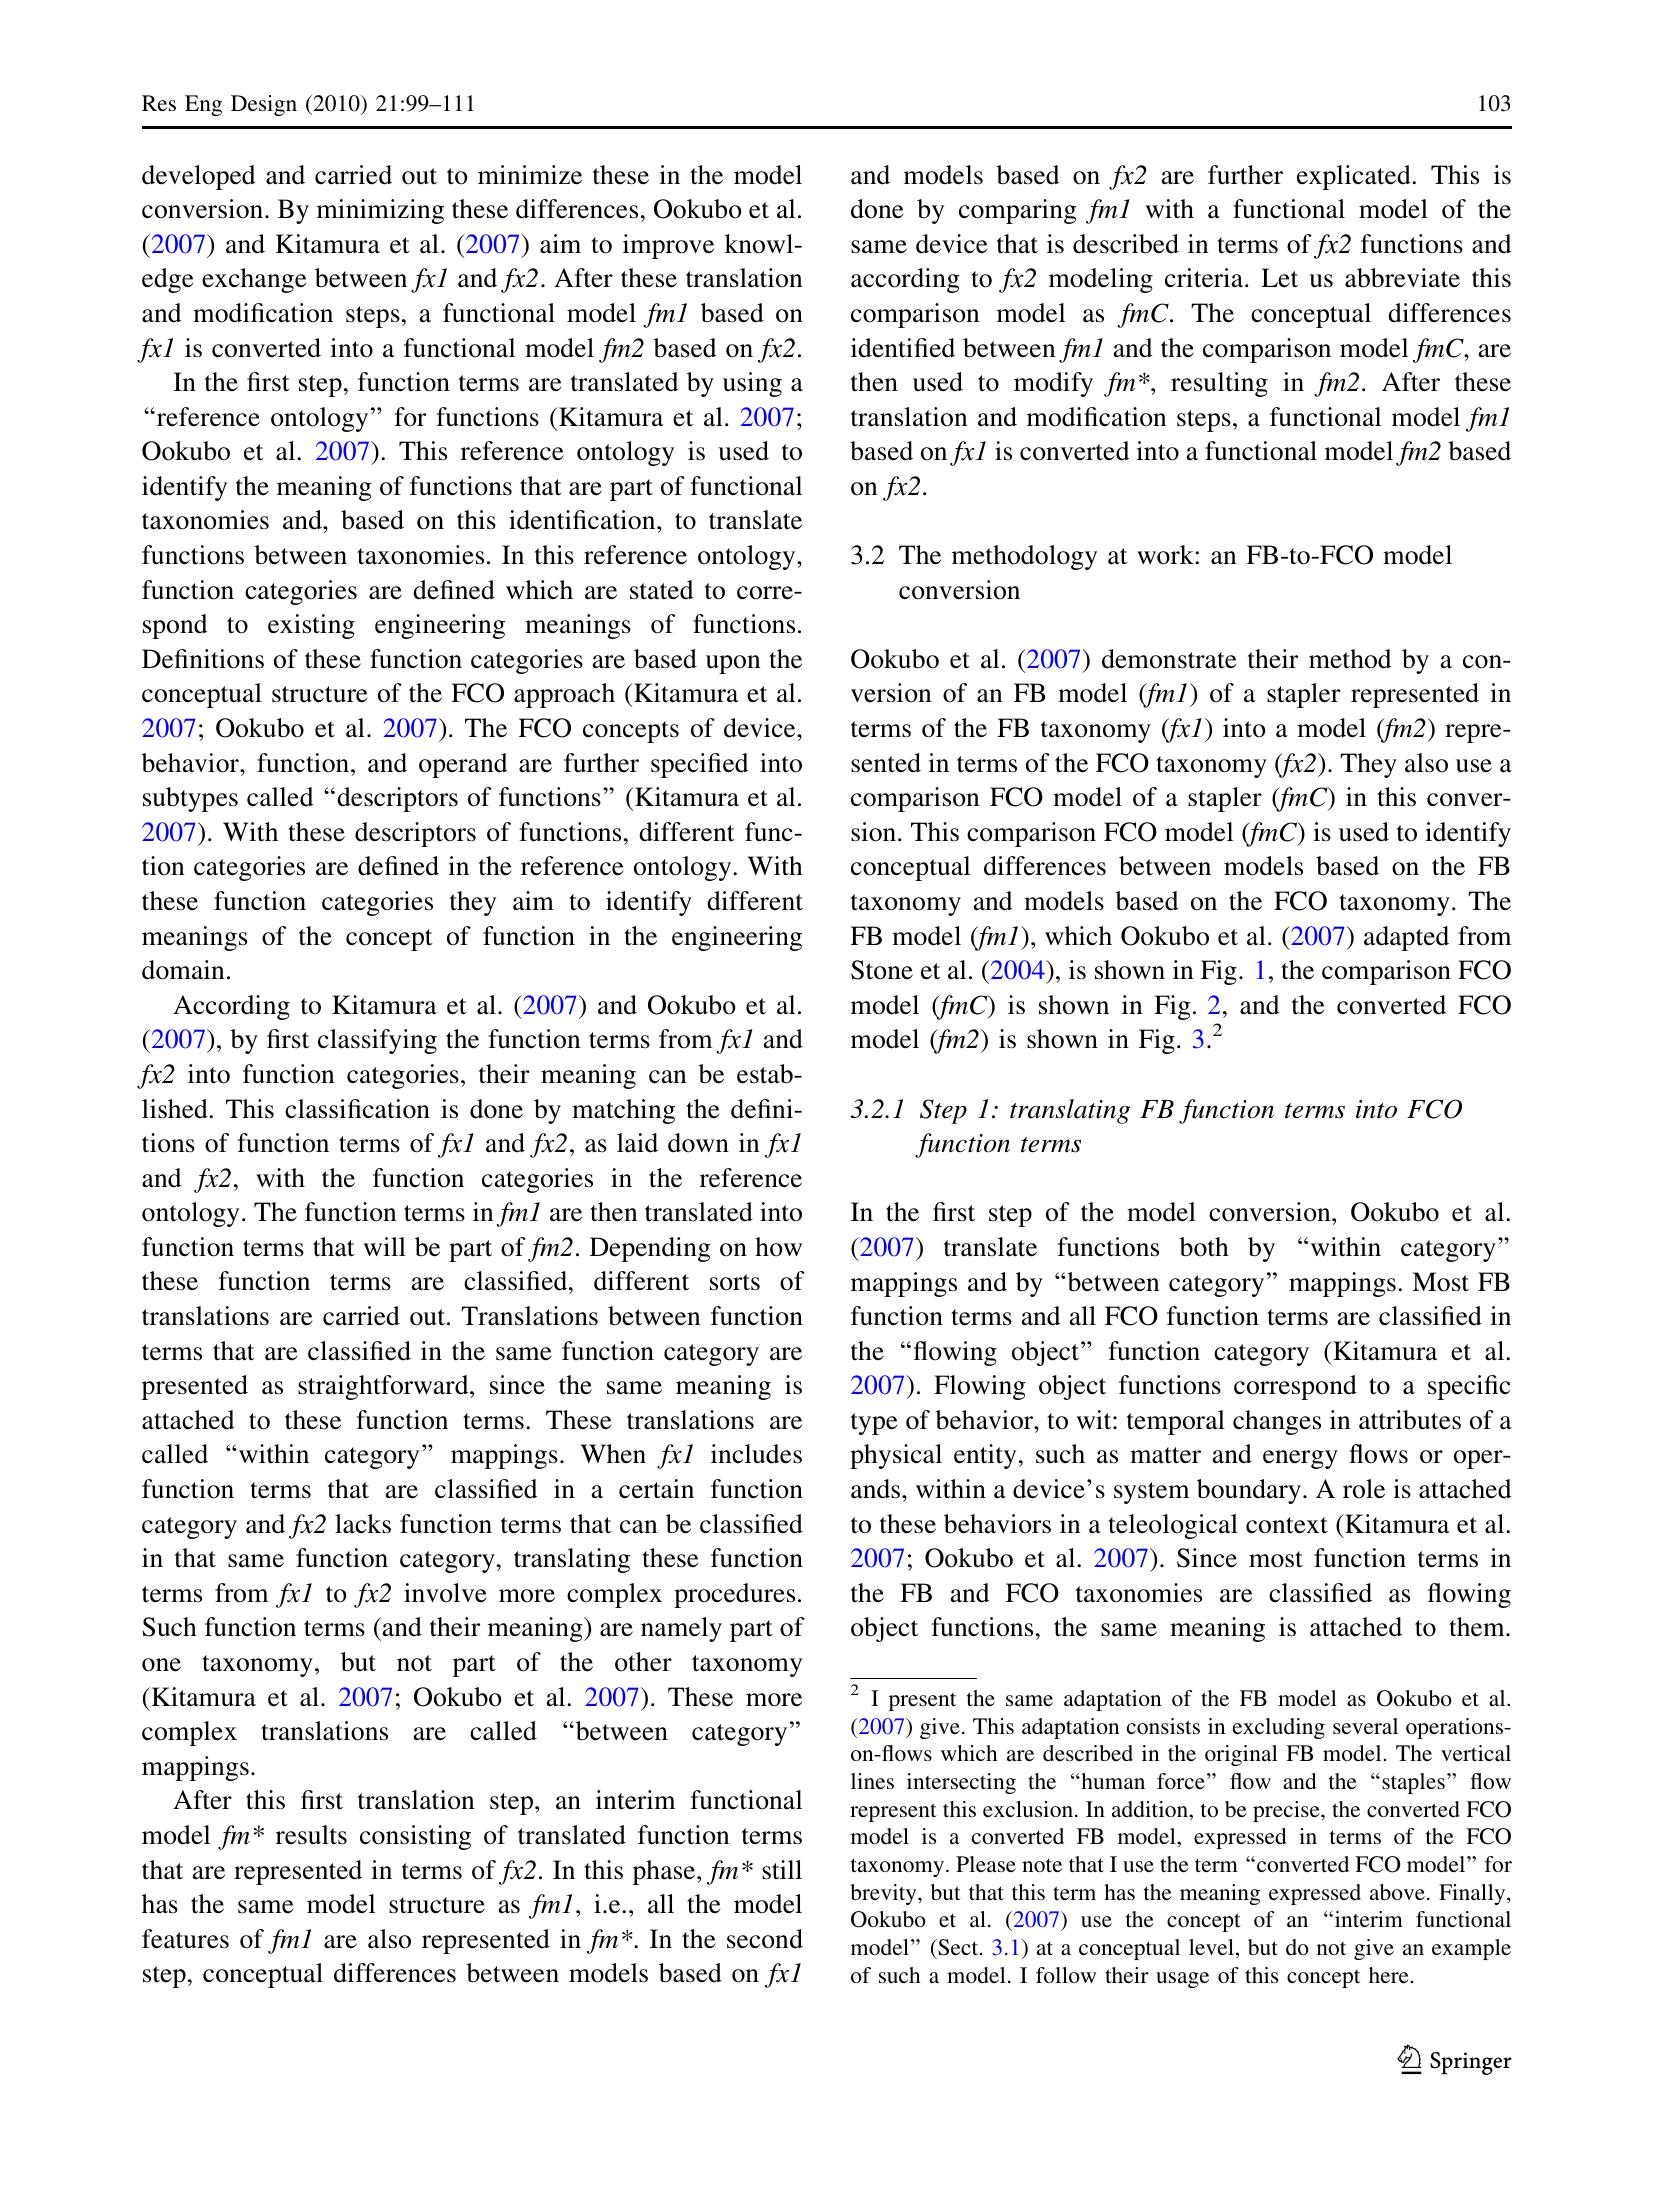 Res Eng Design (2010) 21:99–111
103
developed and carried out to minimize these in the model
conversion. By minimizing these differences, Ookubo et al.
(2007) and Kitamura et al. (2007) aim to improve knowl-
edge exchange between fx1 and fx2. After these translation
and modification steps, a functional model fm1 based on
fx1 is converted into a functional model fm2 based on fx2.
In the first step, function terms are translated by using a
“reference ontology” for functions (Kitamura et al. 2007;
Ookubo et al. 2007). This reference ontology is used to
identify the meaning of functions that are part of functional
taxonomies and, based on this identification, to translate
functions between taxonomies. In this reference ontology,
function categories are defined which are stated to corre-
spond to existing engineering meanings of functions.
Definitions of these function categories are based upon the
conceptual structure of the FCO approach (Kitamura et al.
2007; Ookubo et al. 2007). The FCO concepts of device,
behavior, function, and operand are further specified into
subtypes called “descriptors of functions” (Kitamura et al.
2007). With these descriptors of functions, different func-
tion categories are defined in the reference ontology. With
these function categories they aim to identify different
meanings of the concept of function in the engineering
domain.
According to Kitamura et al. (2007) and Ookubo et al.
(2007), by first classifying the function terms from fx1 and
fx2 into function categories, their meaning can be estab-
lished. This classification is done by matching the defini-
tions of function terms of fx1 and fx2, as laid down in fx1
and fx2, with the function categories in the reference
ontology. The function terms in fm1 are then translated into
function terms that will be part of fm2. Depending on how
these function terms are classified, different sorts of
translations are carried out. Translations between function
terms that are classified in the same function category are
presented as straightforward, since the same meaning is
attached to these function terms. These translations are
called “within category” mappings. When fx1 includes
function terms that are classified in a certain function
category and fx2 lacks function terms that can be classified
in that same function category, translating these function
terms from fx1 to fx2 involve more complex procedures.
Such function terms (and their meaning) are namely part of
one taxonomy, but not part of the other taxonomy
(Kitamura et al. 2007; Ookubo et al. 2007). These more
complex translations are called “between category”
mappings.
After this first translation step, an interim functional
model fm* results consisting of translated function terms
that are represented in terms of fx2. In this phase, fm* still
has the same model structure as fm1, i.e., all the model
features of fm1 are also represented in fm*. In the second
step, conceptual differences between models based on fx1
and models based on fx2 are further explicated. This is
done by comparing fm1 with a functional model of the
same device that is described in terms of fx2 functions and
according to fx2 modeling criteria. Let us abbreviate this
comparison model as fmC. The conceptual differences
identified between fm1 and the comparison model fmC, are
then used to modify fm*, resulting in fm2. After these
translation and modification steps, a functional model fm1
based on fx1 is converted into a functional model fm2 based
on fx2.
3.2 The methodology at work: an FB-to-FCO model
conversion
Ookubo et al. (2007) demonstrate their method by a con-
version of an FB model (fm1) of a stapler represented in
terms of the FB taxonomy (fx1) into a model (fm2) repre-
sented in terms of the FCO taxonomy (fx2). They also use a
comparison FCO model of a stapler (fmC) in this conver-
sion. This comparison FCO model (fmC) is used to identify
conceptual differences between models based on the FB
taxonomy and models based on the FCO taxonomy. The
FB model (fm1), which Ookubo et al. (2007) adapted from
Stone et al. (2004), is shown in Fig. 1, the comparison FCO
model (fmC) is shown in Fig. 2, and the converted FCO
model (fm2) is shown in Fig. 3.2
3.2.1 Step 1: translating FB function terms into FCO
function terms
In the first step of the model conversion, Ookubo et al.
(2007) translate functions both by “within category”
mappings and by “between category” mappings. Most FB
function terms and all FCO function terms are classified in
the “flowing object” function category (Kitamura et al.
2007). Flowing object functions correspond to a specific
type of behavior, to wit: temporal changes in attributes of a
physical entity, such as matter and energy flows or oper-
ands, within a device’s system boundary. A role is attached
to these behaviors in a teleological context (Kitamura et al.
2007; Ookubo et al. 2007). Since most function terms in
the FB and FCO taxonomies are classified as flowing
object functions, the same meaning is attached to them.
2 I present the same adaptation of the FB model as Ookubo et al.
(2007) give. This adaptation consists in excluding several operations-
on-flows which are described in the original FB model. The vertical
lines intersecting the “human force” flow and the “staples” flow
represent this exclusion. In addition, to be precise, the converted FCO
model is a converted FB model, expressed in terms of the FCO
taxonomy. Please note that I use the term “converted FCO model” for
brevity, but that this term has the meaning expressed above. Finally,
Ookubo et al. (2007) use the concept of an “interim functional
model” (Sect. 3.1) at a conceptual level, but do not give an example
of such a model. I follow their usage of this concept here.
Springer